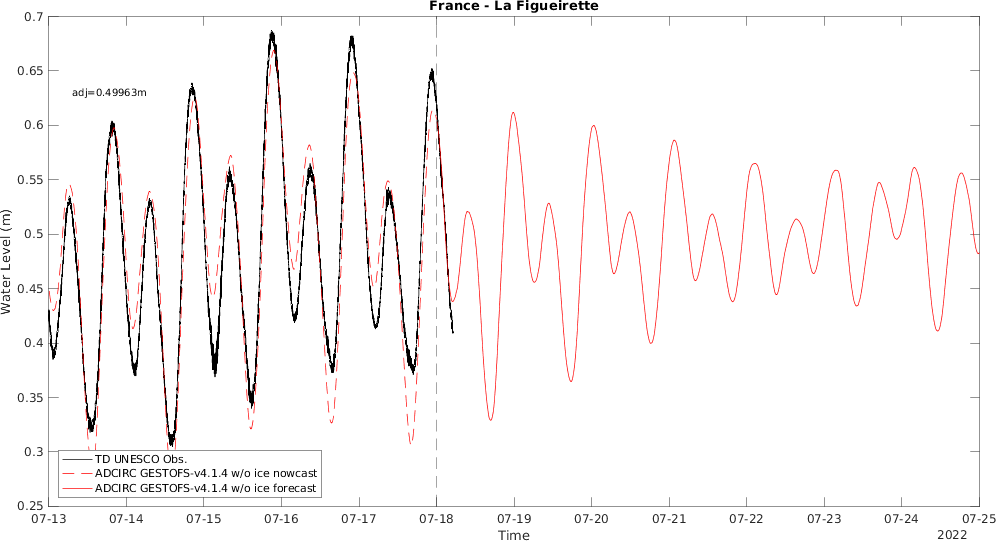 France - La Figueirette
0.7
0.65
0.6
0.55
0.5
0.45
0.4
0.35
0.3
0.25
Water Level (m)
adj=0.49963m
TD UNESCO Obs.
ADCIRC GESTOFS-v4.1.4 w/o ice nowcast
ADCIRC GESTOFS-v4.1.4 w/o ice forecast
07-13 07-14 07-15 07-16 07-17 07-18 07-19 07-20 07-21 07-22 07-23 07-24 07-25
Time
2022